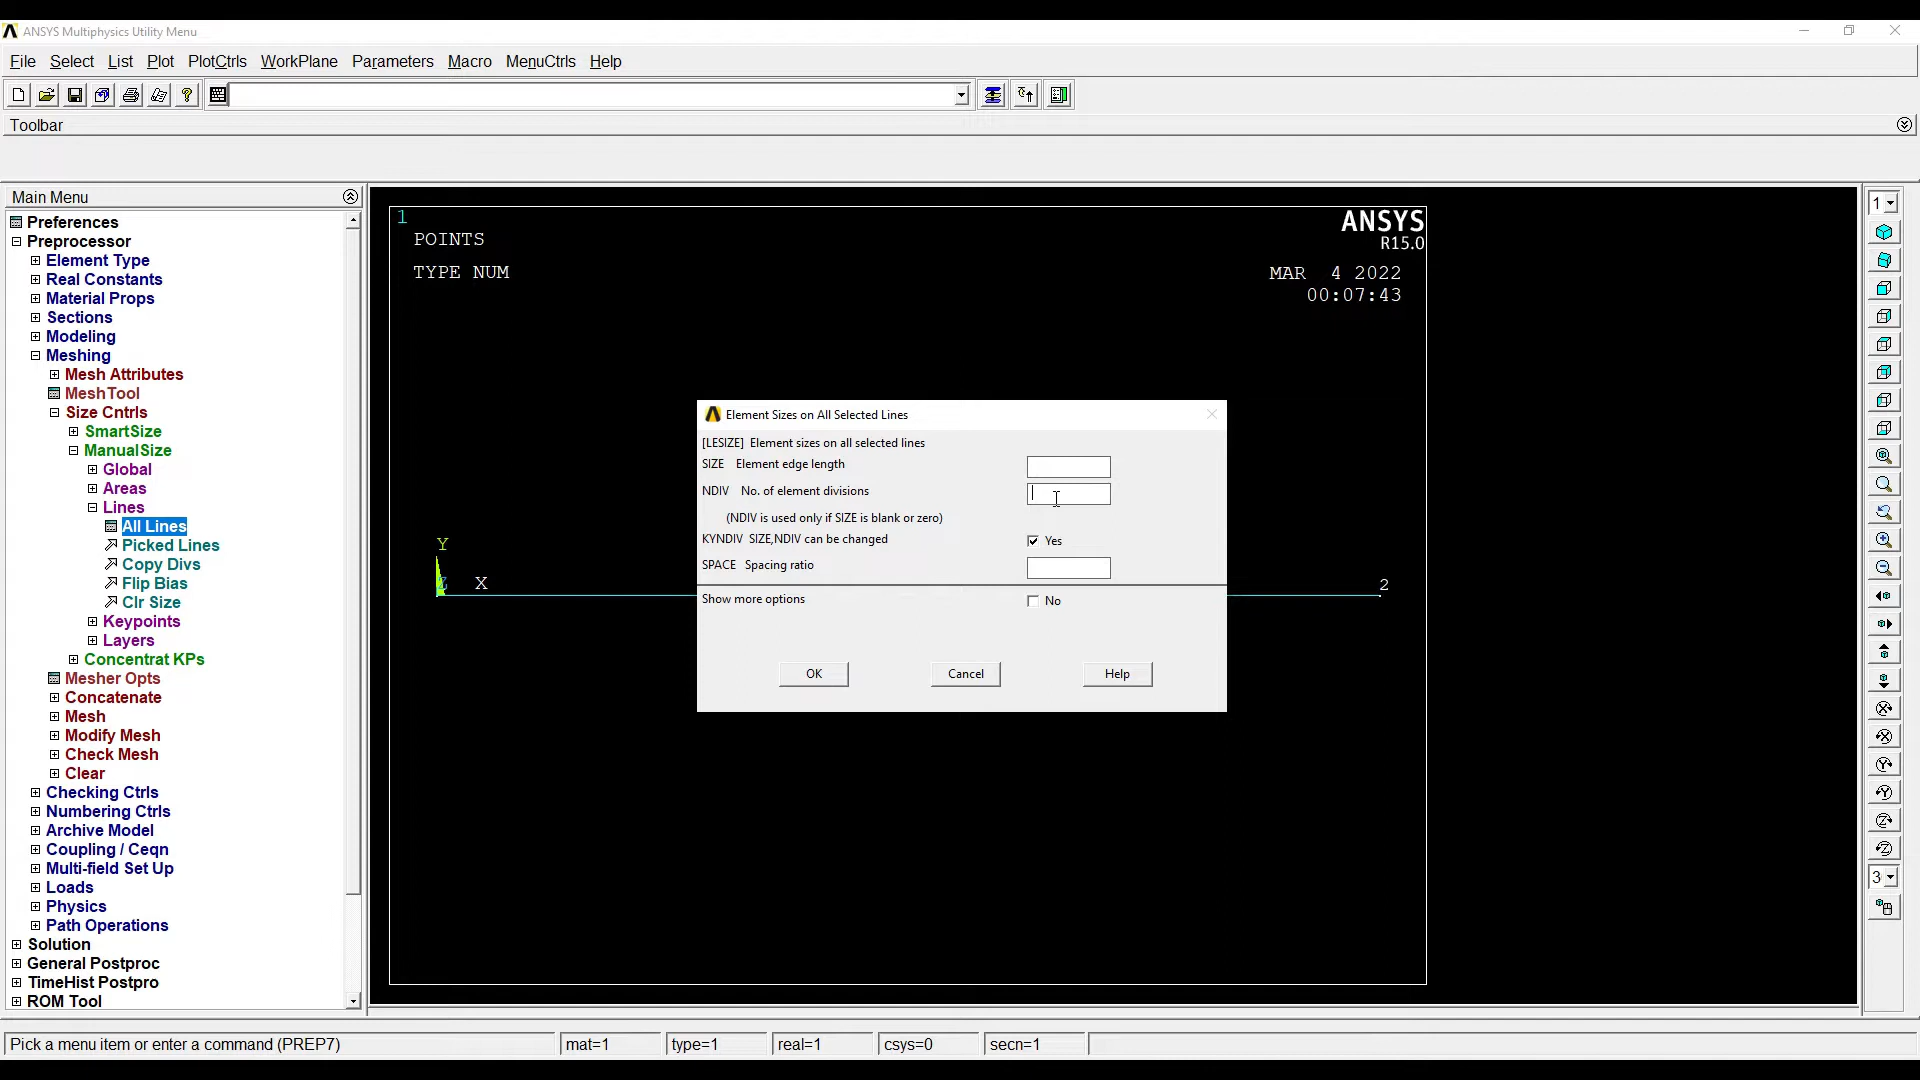 ANSYS Multiphysics Utility Menu
File Select List Plot PlotCtrls WorkPlane Parameters Macro MenuCtrls Help
Toolbar
Main Menu
Preferences
Preprocessor
Element Type
Real Constants
Material Props
Sections
Modeling
Meshing
Mesh Attributes
MeshTool
Size Cntrls
SmartSize
ManualSize
Global
Areas
Lines
All Lines
Picked Lines
Copy Divs
Flip Bias
Clr Size
Keypoints
Layers
Concentrat KPs
Mesher Opts
Concatenate
Mesh
Modify Mesh
Check Mesh
Clear
Checking Ctrls
Numbering Ctrls
Archive Model
Coupling / Ceqn
Multi-field Set Up
Loads
Physics
Path Operations
Solution
General Postproc
TimeHist Postpro
ROM Tool
1
POINTS
TYPE NUM
ANSYS
R15.0
MAR 4 2022
00:07:43
Y
Z X
2
Element Sizes on All Selected Lines
[LESIZE] Element sizes on all selected lines
SIZE Element edge length
NDIV No. of element divisions
(NDIV is used only if SIZE is blank or zero)
KYNDIV SIZE,NDIV can be changed Yes
SPACE Spacing ratio
Show more options No
OK Cancel Help
1
3
Pick a menu item or enter a command (PREP7) mat=1 type=1 real=1 csys=0 secn=1